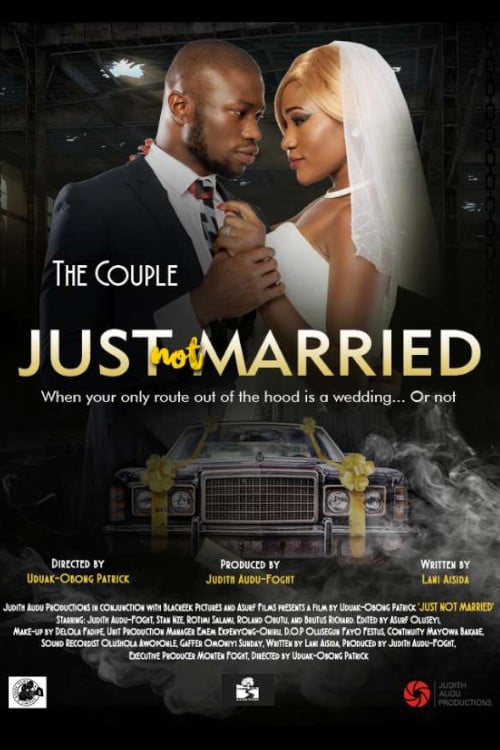 The Couple
JUST not MARRIED
When your only route out of the hood is a wedding... Or not
Directed by
Uduak-Obong Patrick
Produced by
Judith Audu-Foght
Written by
Lani Aisida
Judith Audu Productions in conjunction with Blacreek Pictures and Asurf Films presents a film by Uduak-Obong Patrick 'JUST NOT MARRIED'
Starring: Judith Audu-Foght, Stan Nze, Rotimi Salami, Roland Obutu, and Brutus Richard. Edited by Asurf Oluseyi,
Make-up by Delola Fadipe, Unit Production Manager Emem Expenyong-Oniru, D.O.P Olusegun Fayo Festus, Continuity Mayowa Bakare,
Sound Recordist Olushola Awofonle, Gaffer Omoniyi Sunday, Written by Lani Aisida, Produced by Judith Audu-Foght,
Executive Producer Morten Foght, Directed by Uduak-Obong Patrick
JUDITH
AUDU
PRODUCTIONS